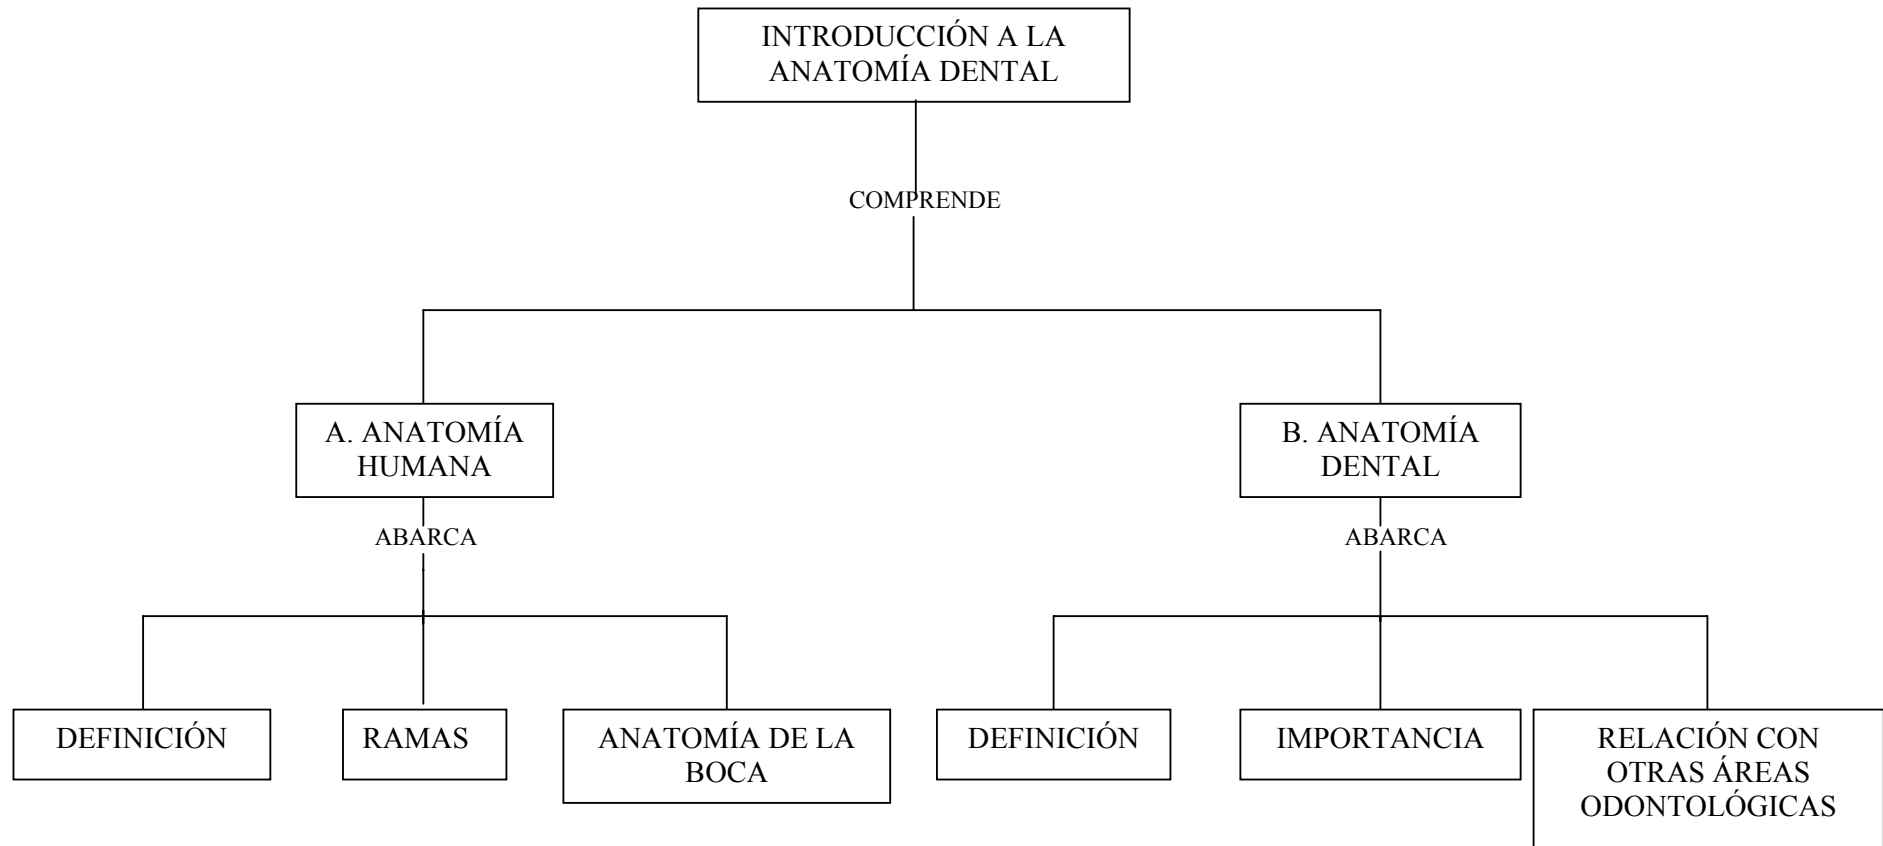 INTRODUCCIÓN A LA
ANATOMÍA DENTAL
COMPRENDE
A. ANATOMÍA
HUMANA
B. ANATOMÍA
DENTAL
ABARCA
ABARCA
DEFINICIÓN
RAMAS
ANATOMÍA DE LA
BOCA
DEFINICIÓN
IMPORTANCIA
RELACIÓN CON
OTRAS ÁREAS
ODONTOLÓGICAS